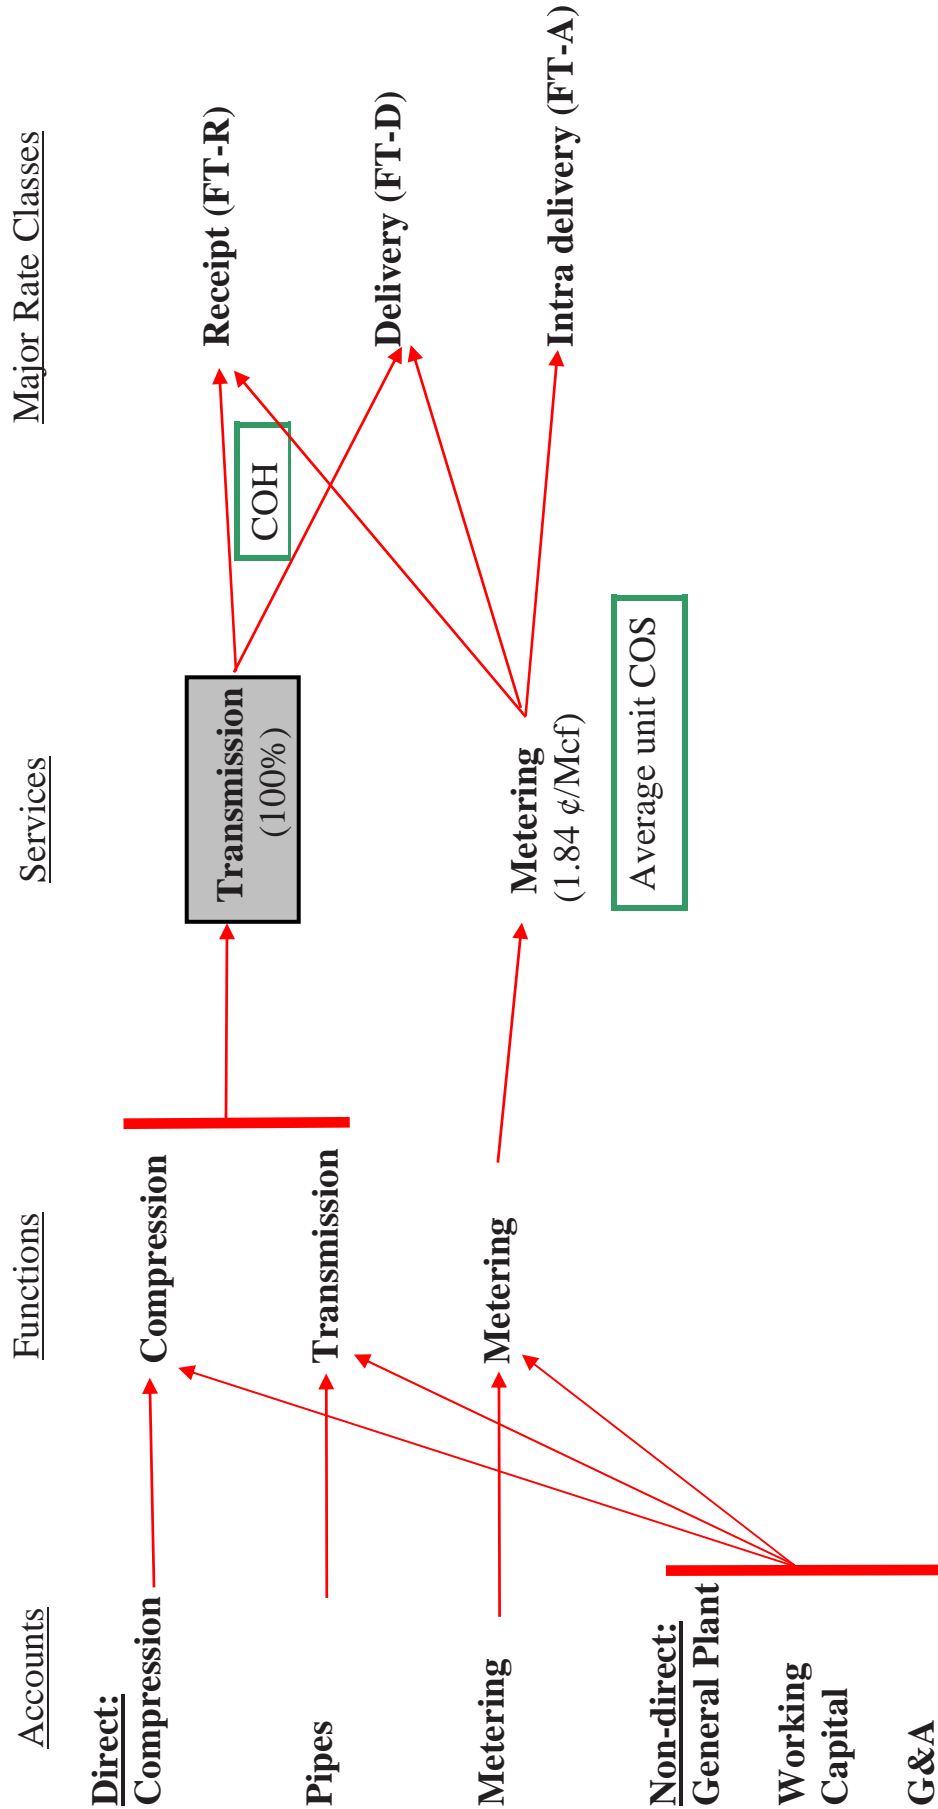 Accounts
Functions
Services
Major Rate Classes
Direct:
Compression
Pipes
Metering
Non-direct:
General Plant
Working
Capital
G&A
Compression
Transmission
Metering
Transmission
(100%)
Metering
(1.84 ¢/Mcf)
Average unit COS
COH
Receipt (FT-R)
Delivery (FT-D)
Intra delivery (FT-A)